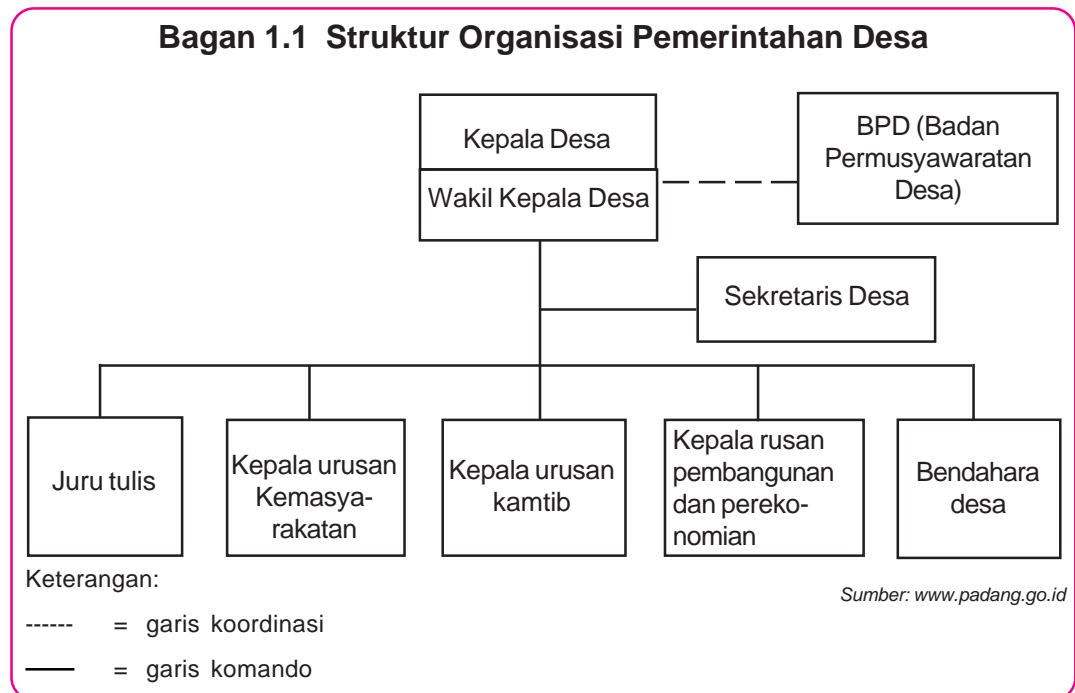 Bagan 1.1 Struktur Organisasi Pemerintahan Desa
Kepala Desa
Wakil Kepala Desa
BPD (Badan
Permusyawaratan
Desa)
Sekretaris Desa
Juru tulis
Kepala urusan
Kemasya-
rakatan
Kepala urusan
kamtib
Kepala rusan
pembangunan
dan pereko-
nomian
Bendahara
desa
Keterangan:
Sumber: www.padang.go.id
------ = garis koordinasi
—— = garis komando